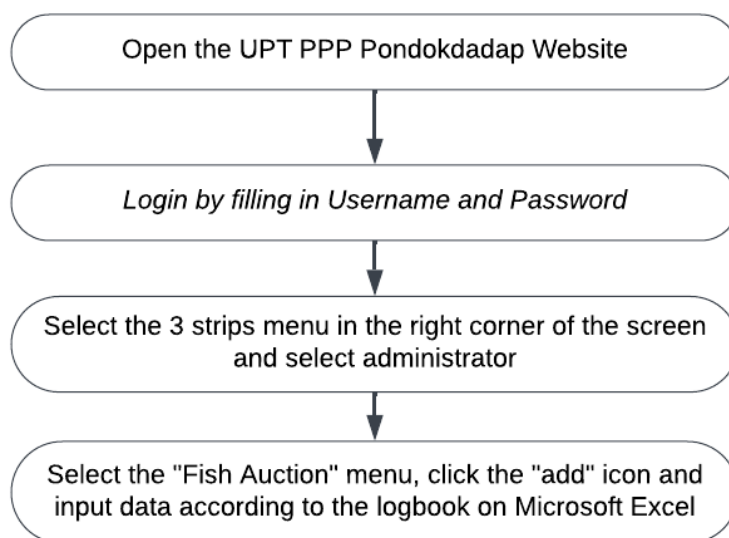 Open the UPT PPP Pondokdadap Website
Login by filling in Username and Password
Select the 3 strips menu in the right corner of the screen
and select administrator
Select the "Fish Auction" menu, click the "add" icon and
input data according to the logbook on Microsoft Excel